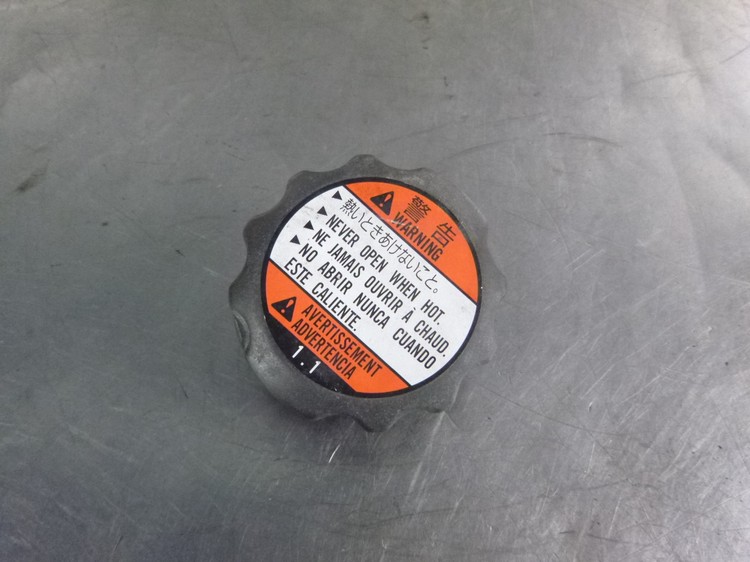 警告
WARNING
▶熱いときあけないこと。
▶NEVER OPEN WHEN HOT.
▶NE JAMAIS OUVRIR À CHAUD.
▶NO ABRIR NUNCA CUANDO
ESTE CALIENTE.
AVERTISSEMENT
ADVERTENCIA
1.1